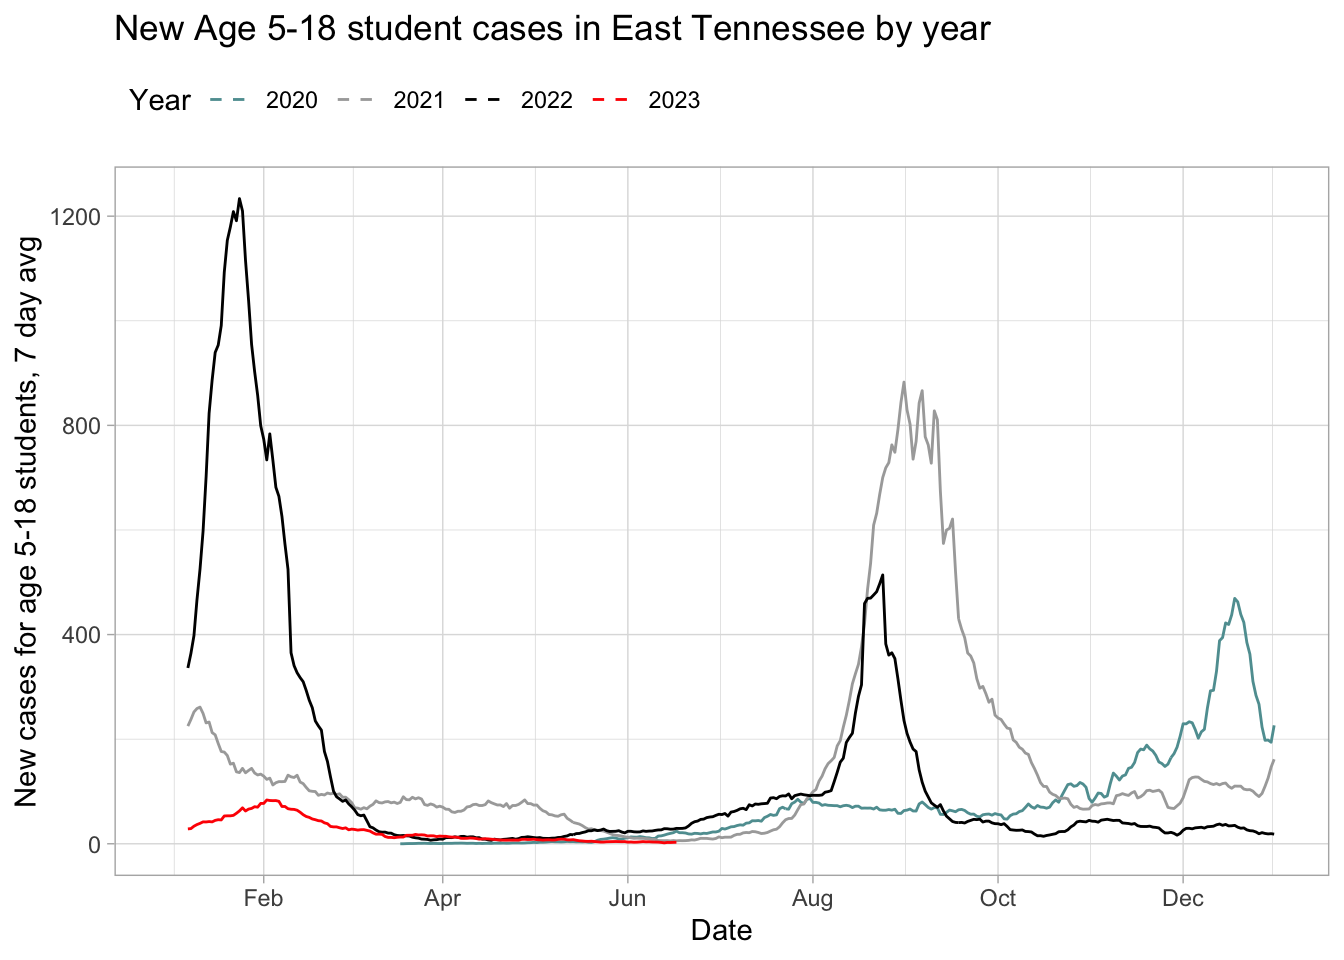 New Age 5-18 student cases in East Tennessee by year
Year 2020 2021 2022 2023
New cases for age 5-18 students, 7 day avg
1200
800
400
0
Feb Apr Jun Aug Oct Dec
Date